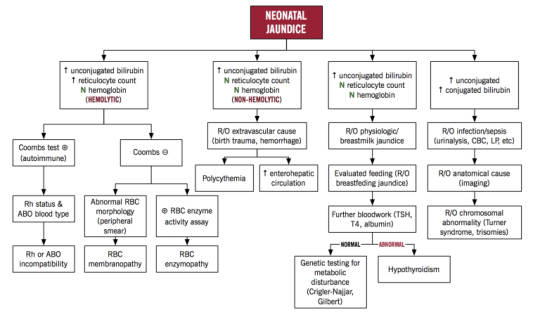 NEONATAL
JAUNDICE
↑ unconjugated bilirubin
↑ reticulocyte count
N hemoglobin
(HEMOLYTIC)
↑ unconjugated bilirubin
N reticulocyte count
N hemoglobin
(NON-HEMOLYTIC)
↑ unconjugated bilirubin
N reticulocyte count
N hemoglobin
↑ unconjugated
↑ conjugated bilirubin
Coombs test ⊕
(autoimmune)
Coombs ⊖
R/O extravascular cause
(birth trauma, hemorrhage)
R/O physiologic/
breastmilk jaundice
R/O infection/sepsis
(urinalysis, CBC, LP, etc)
Polycythemia
↑ enterohepatic
circulation
Evaluated feeding (R/O
breastfeeding jaundice)
R/O anatomical cause
(imaging)
Rh status &
ABO blood type
Abnormal RBC
morphology
(peripheral
smear)
⊕ RBC enzyme
activity assay
Further bloodwork (TSH,
T4, albumin)
R/O chromosomal
abnormality (Turner
syndrome, trisomies)
NORMAL
ABNORMAL
Rh or ABO
incompatibility
RBC
membranopathy
RBC
enzymopathy
Genetic testing for
metabolic
disturbance
(Crigler-Najjar,
Gilbert)
Hypothyroidism